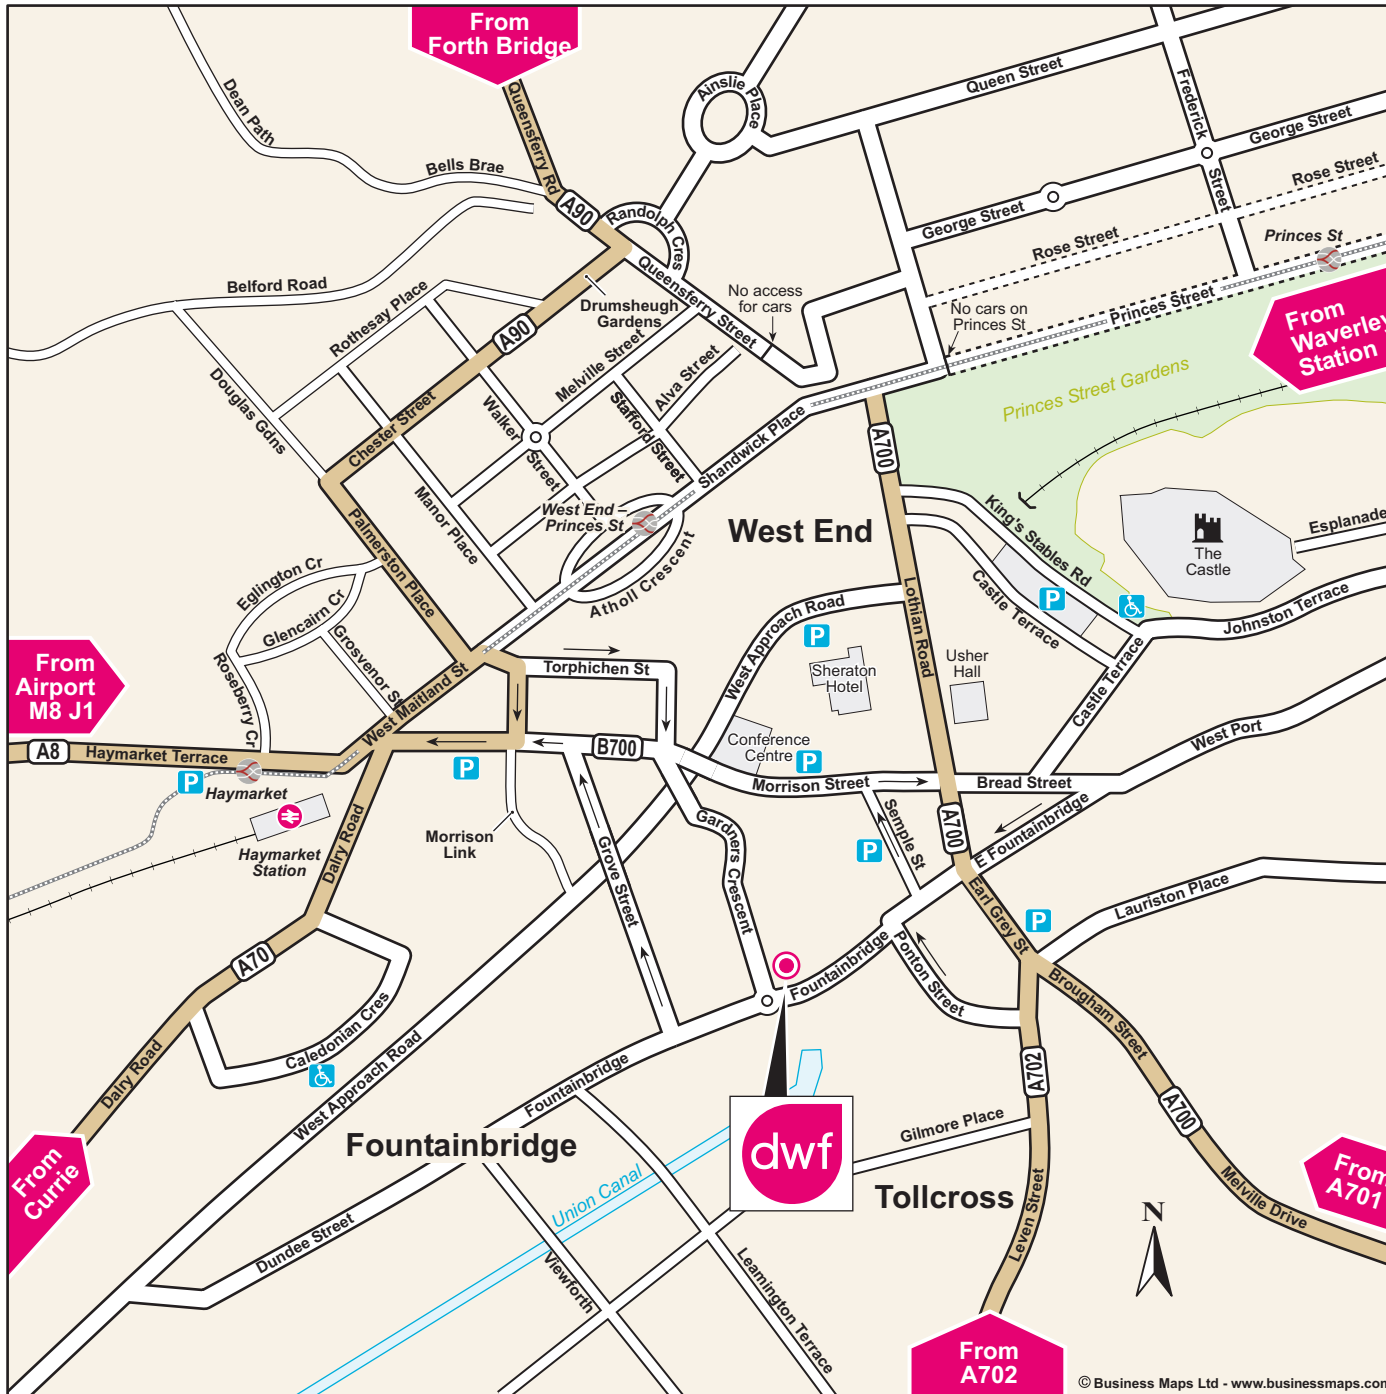 From
Forth Bridge
Dean Path
Queensferry Rd
Ainslie Place
Queen Street
Frederick
Street
George Street
Bells Brae
Rose Street
A90
Randolph Cres
George Street
Rose Street
Princes St
Belford Road
Queensferry Street
No access
for cars
Drumsheugh
Gardens
Rothesay Place
A90
No cars on
Princes St
Princes Street
From
Waverley
Station
Melville Street
Alva Street
Douglas Gdns
Chester Street
Walker
Street
Stafford Street
Shandwick Place
Princes Street Gardens
A700
Manor Place
Palmerston Place
West End –
Princes St
West End
King's Stables Rd
The
Castle
Esplanade
Atholl Crescent
Eglington Cr
Glencairn Cr
Grosvenor St
Roseberry Cr
Castle Terrace
P
Johnston Terrace
Lothian Road
West Approach Road
P
Sheraton
Hotel
Usher
Hall
Castle Terrace
From
Airport
M8 J1
Torphichen St
West Maitland St
A8
Haymarket Terrace
B700
Conference
Centre
P
West Port
P
Haymarket
P
Morrison Street
Bread Street
Haymarket
Station
Dalry Road
Morrison
Link
Grove Street
Gardners Crescent
Semple St
P
A700
E Fountainbridge
Earl Grey St
P
Lauriston Place
A70
Fountainbridge
Ponton Street
Brougham Street
Caledonian Cres
Dalry Road
West Approach Road
Fountainbridge
A702
A700
Gilmore Place
Fountainbridge
dwf
From
Currie
Union Canal
Tollcross
From
A701
Melville Drive
Leven Street
N
Dundee Street
Viewforth
Leamington Terrace
From
A702
© Business Maps Ltd - www.businessmaps.com